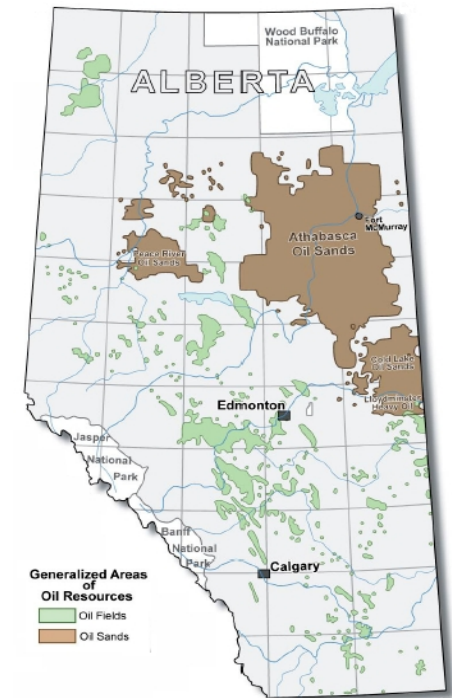 Wood Buffalo
National Park
ALBERTA
Fort
McMurray
Athabasca
Oil Sands
Peace River
Oil Sands
Cold Lake
Oil Sands
Lloydminster
Heavy Oil
Edmonton
Jasper
National
Park
Banff
National
Park
Calgary
Generalized Areas
of
Oil Resources
Oil Fields
Oil Sands